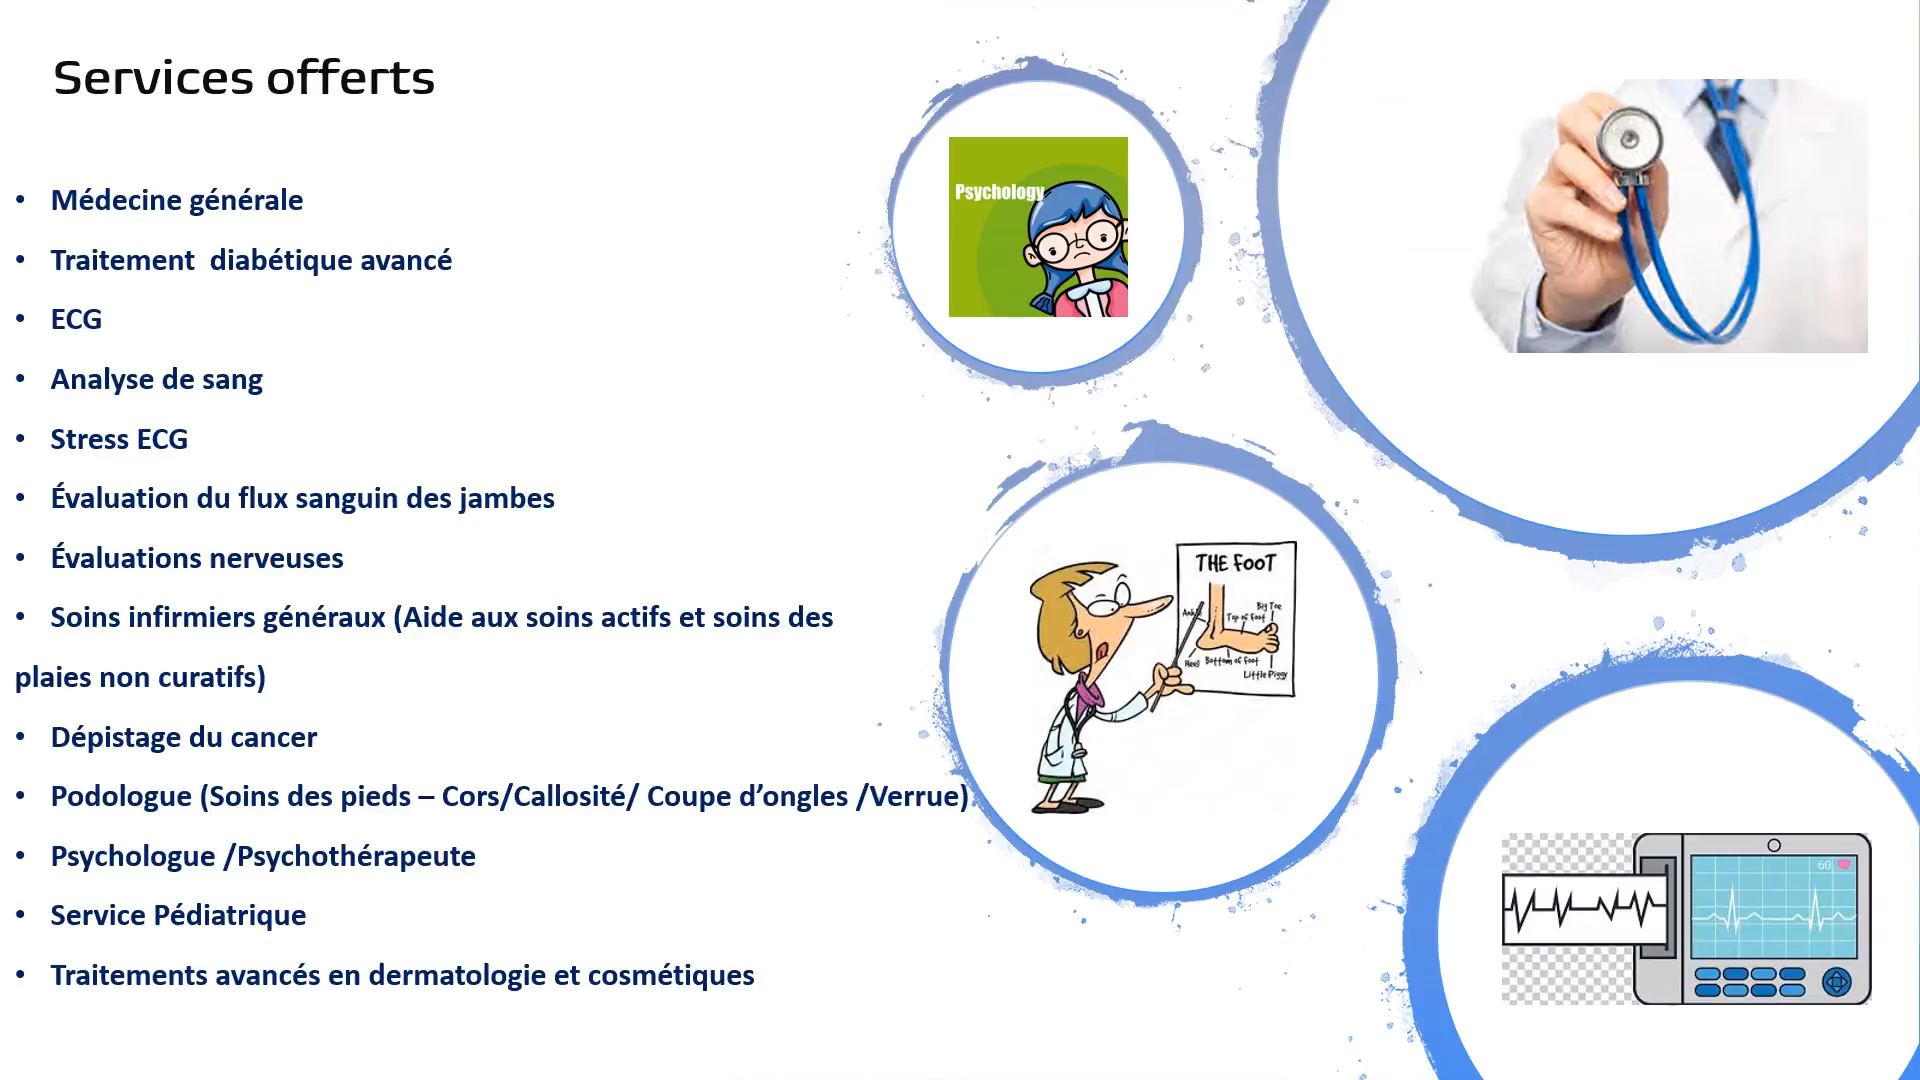 Services offerts
• Médecine générale
• Traitement  diabétique avancé
• ECG
• Analyse de sang
• Stress ECG
• Évaluation du flux sanguin des jambes
• Évaluations nerveuses
• Soins infirmiers généraux (Aide aux soins actifs et soins des
plaies non curatifs)
• Dépistage du cancer
• Podologue (Soins des pieds – Cors/Callosité/ Coupe d’ongles /Verrue)
• Psychologue /Psychothérapeute
• Service Pédiatrique
• Traitements avancés en dermatologie et cosmétiques
Psychology
THE FOOT
Big Toe
Top of Foot
Heel
Bottom of Foot
Little Piggy
60